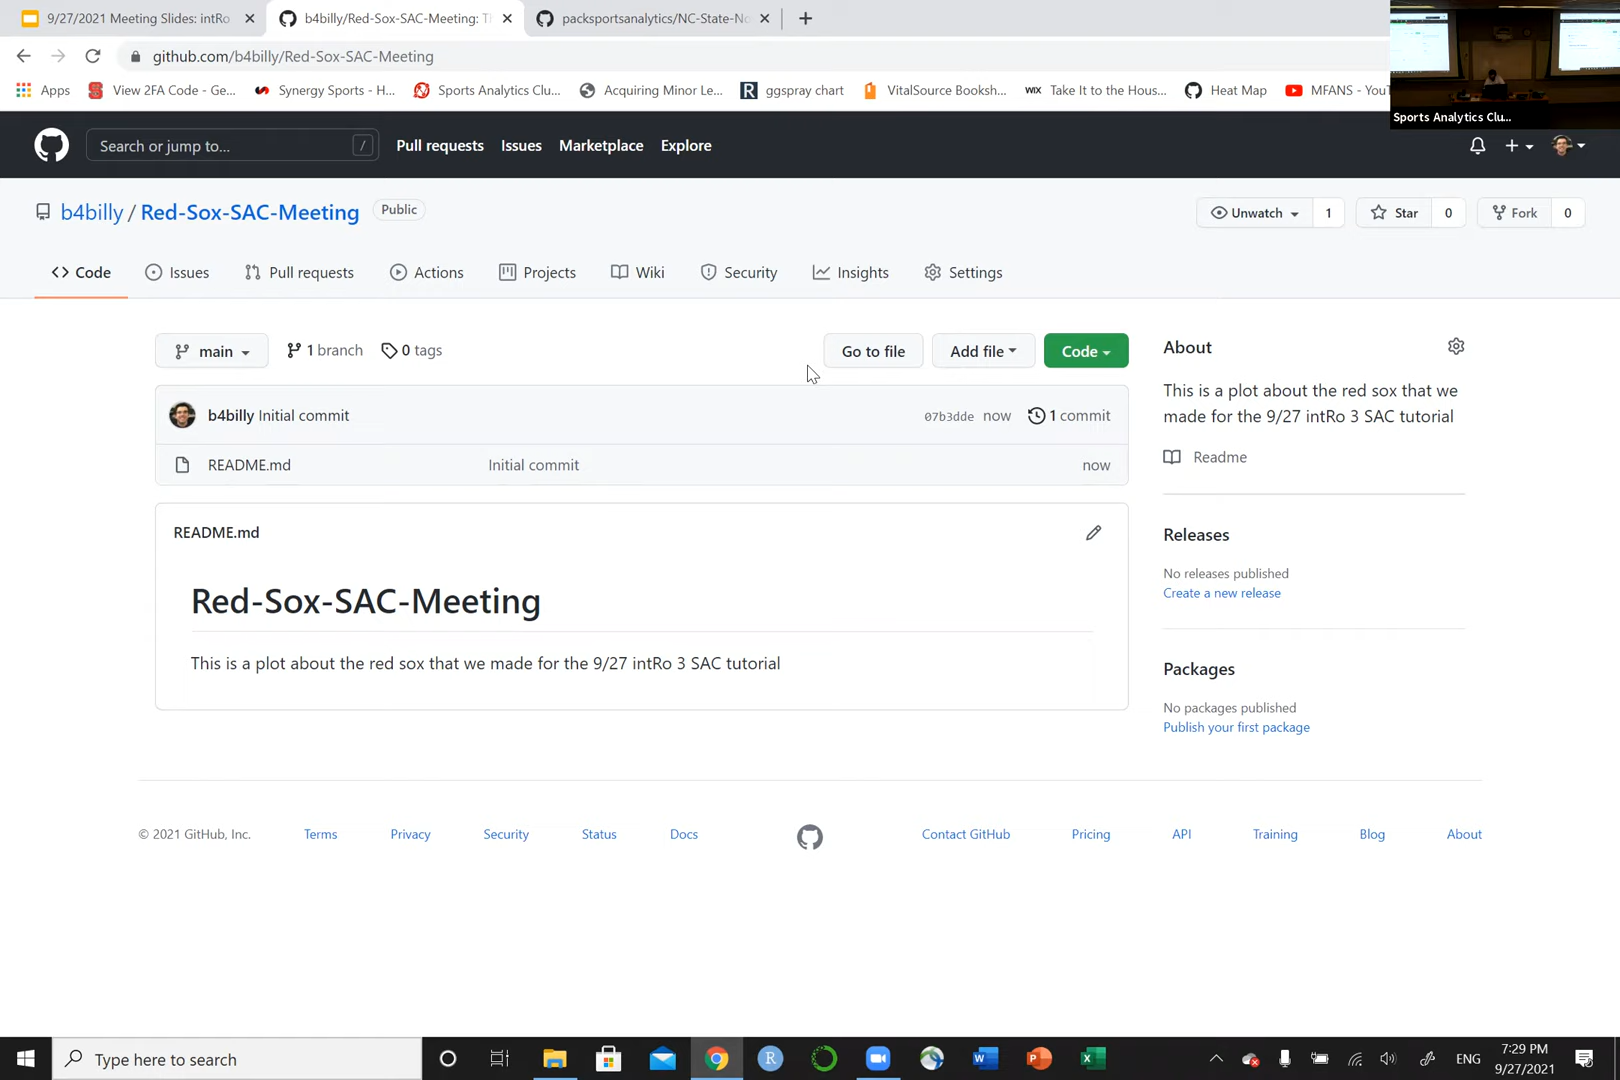 9/27/2021 Meeting Slides: intRo
b4billy/Red-Sox-SAC-Meeting: T
packsportsanalytics/NC-State-No
github.com/b4billy/Red-Sox-SAC-Meeting
Apps
View 2FA Code - Ge...
Synergy Sports - H...
Sports Analytics Clu...
Acquiring Minor Le...
R ggspray chart
VitalSource Booksh...
WIX Take It to the Hous...
Heat Map
MFANS - YouT
Sports Analytics Clu...
Search or jump to... /
Pull requests
Issues
Marketplace
Explore
b4billy / Red-Sox-SAC-Meeting
Public
Unwatch 1
Star 0
Fork 0
Code
Issues
Pull requests
Actions
Projects
Wiki
Security
Insights
Settings
main
1 branch
0 tags
Go to file
Add file
Code
b4billy Initial commit
07b3dde now
1 commit
README.md
Initial commit
now
README.md
Red-Sox-SAC-Meeting
This is a plot about the red sox that we made for the 9/27 intRo 3 SAC tutorial
About
This is a plot about the red sox that we
made for the 9/27 intRo 3 SAC tutorial
Readme
Releases
No releases published
Create a new release
Packages
No packages published
Publish your first package
© 2021 GitHub, Inc.
Terms
Privacy
Security
Status
Docs
Contact GitHub
Pricing
API
Training
Blog
About
Type here to search
ENG
7:29 PM
9/27/2021